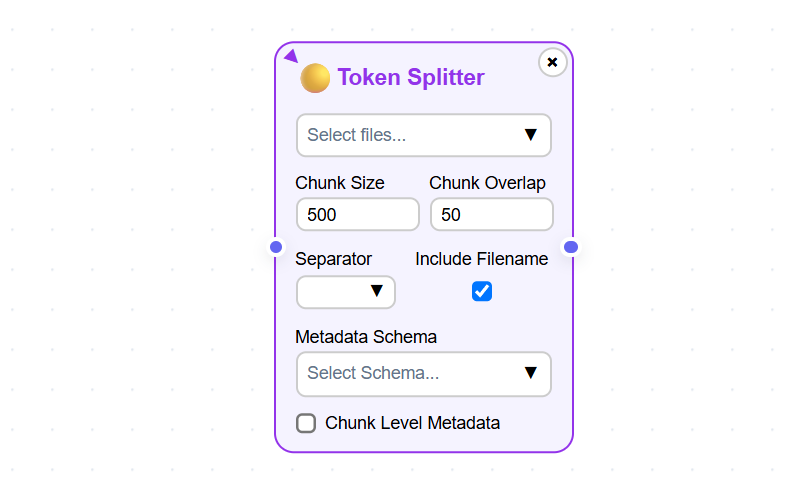 Token Splitter
Select files...
Chunk Size
Chunk Overlap
500
50
Separator
Include Filename
Metadata Schema
Select Schema...
Chunk Level Metadata